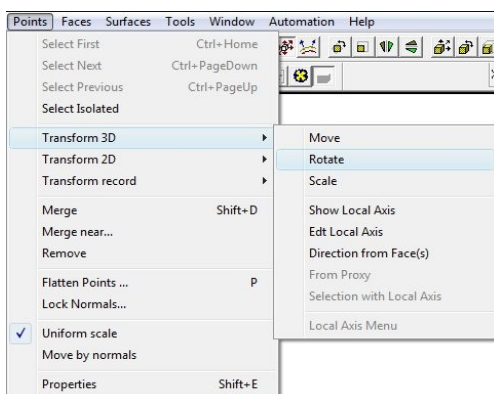 Points Faces Surfaces Tools Window Automation Help
Select First Ctrl+Home
Select Next Ctrl+PageDown
Select Previous Ctrl+PageUp
Select Isolated
Transform 3D
Transform 2D
Transform record
Merge Shift+D
Merge near...
Remove
Flatten Points ... P
Lock Normals...
Uniform scale
Move by normals
Properties Shift+E
Move
Rotate
Scale
Show Local Axis
Edt Local Axis
Direction from Face(s)
From Proxy
Selection with Local Axis
Local Axis Menu